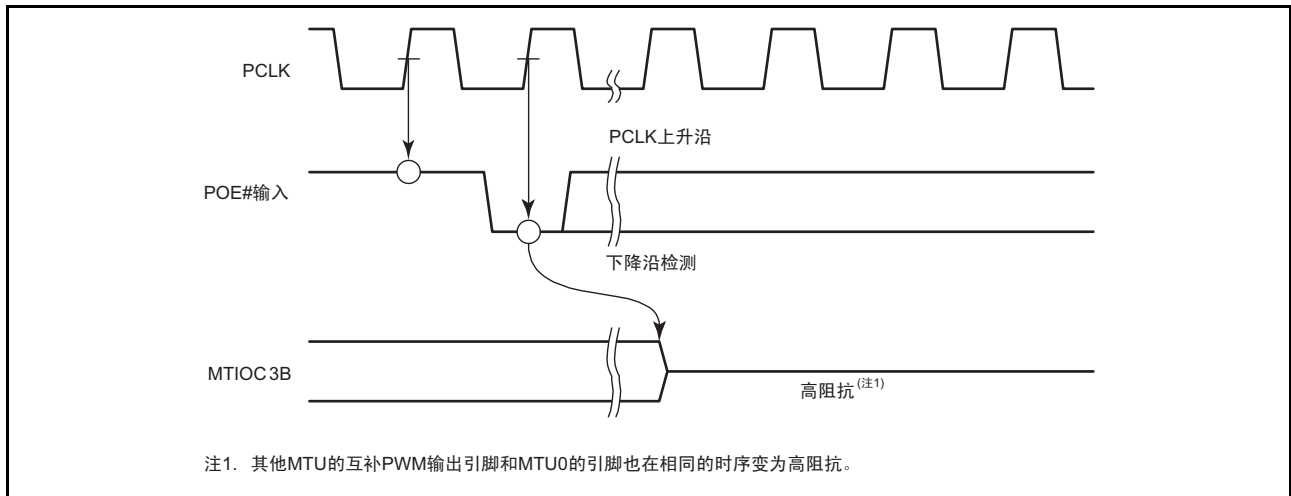 PCLK
PCLK上升沿
POE#输入
下降沿检测
MTIOC3B
高阻抗(注1)
注1. 其他MTU的互补PWM输出引脚和MTU0的引脚也在相同的时序变为高阻抗。